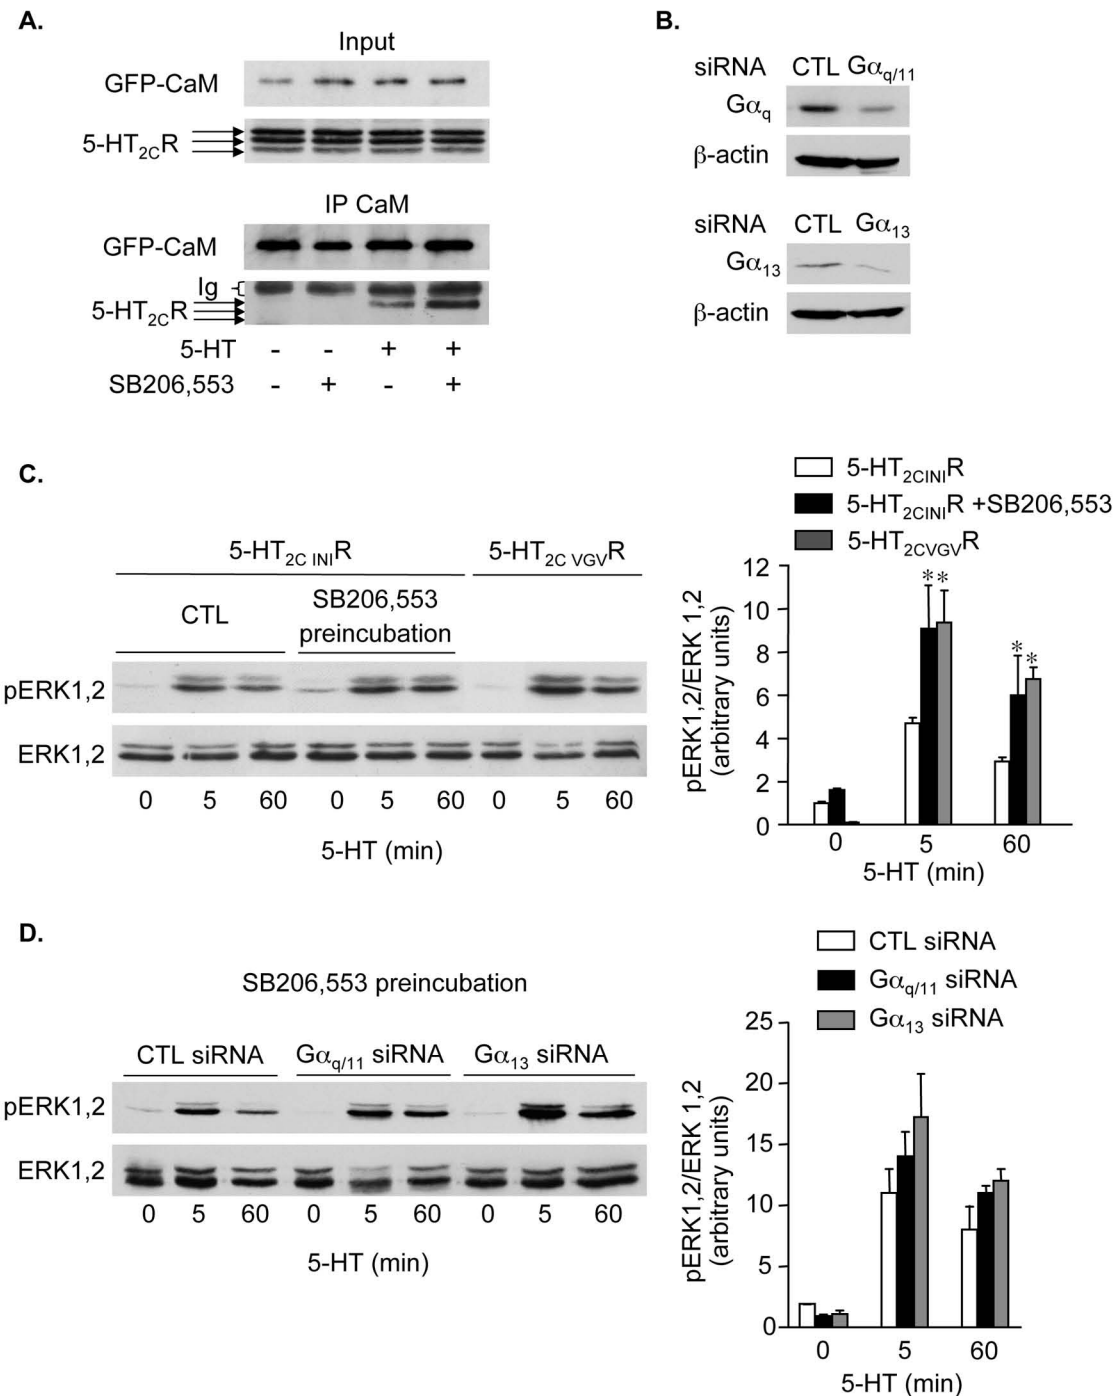 A.
Input
GFP-CaM
5-HT2CR
IP CaM
GFP-CaM
Ig
5-HT2CR
5-HT - - + +
SB206,553 - + - +
B.
siRNA CTL Gαq/11
Gαq
β-actin
siRNA CTL Gα13
Gα13
β-actin
C.
5-HT2C INIR 5-HT2C VGVR
CTL SB206,553
preincubation
pERK1,2
ERK1,2
0 5 60 0 5 60 0 5 60
5-HT (min)
5-HT2CINIR
5-HT2CINIR +SB206,553
5-HT2CVGVR
pERK1,2/ERK 1,2
(arbitrary units)
12
10
8
6
4
2
0
* *
* *
0 5 60
5-HT (min)
D.
SB206,553 preincubation
CTL siRNA Gαq/11 siRNA Gα13 siRNA
pERK1,2
ERK1,2
0 5 60 0 5 60 0 5 60
5-HT (min)
CTL siRNA
Gαq/11 siRNA
Gα13 siRNA
pERK1,2/ERK 1,2
(arbitrary units)
25
20
15
10
5
0
0 5 60
5-HT (min)